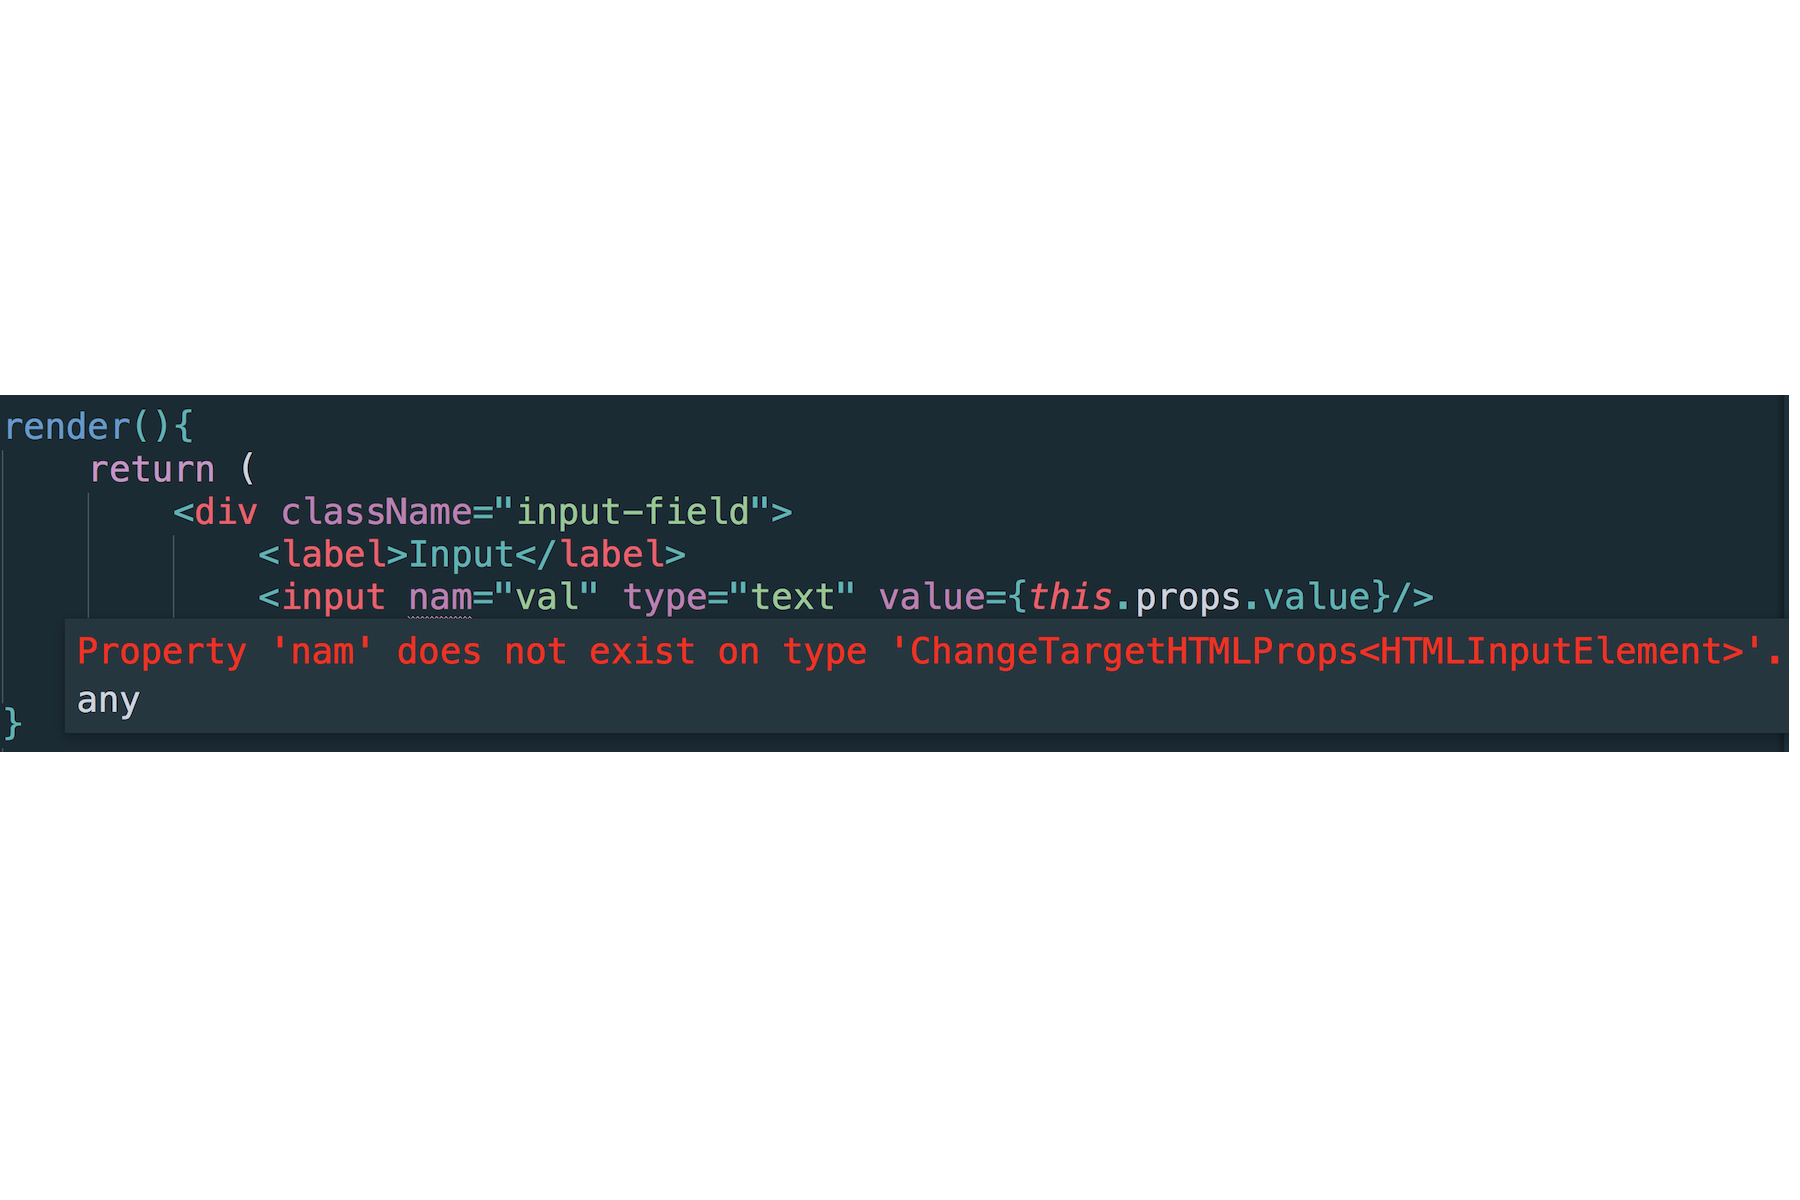 render(){
return (
<div className="input-field">
<label>Input</label>
<input nam="val" type="text" value={this.props.value}/>
Property 'nam' does not exist on type 'ChangeTargetHTMLProps<HTMLInputElement>'.
any
}